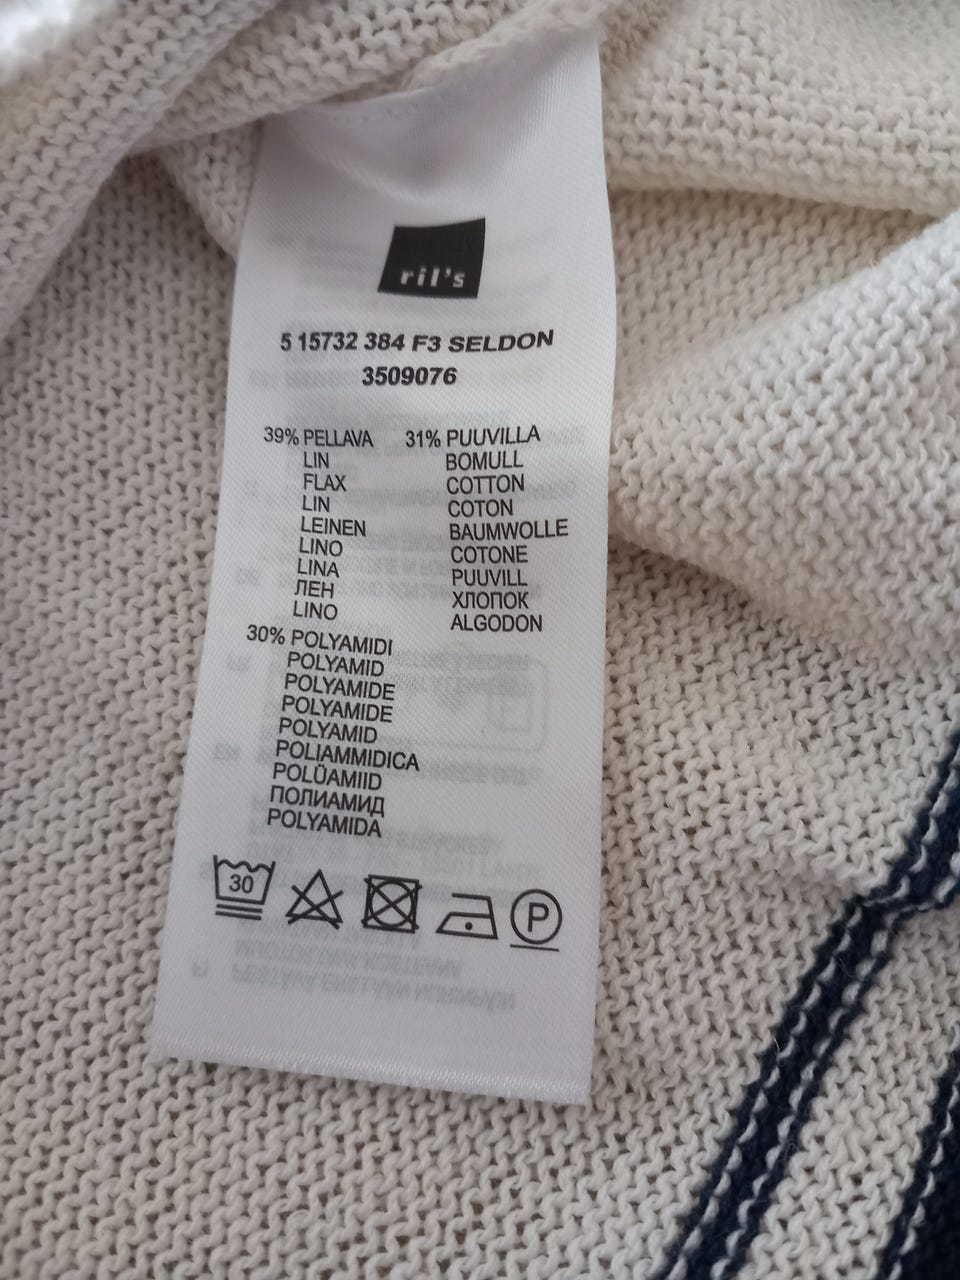 ril's
5 15732 384 F3 SELDON
3509076
39% PELLAVA
LIN
FLAX
LIN
LEINEN
LINO
LINA
ЛЕН
LINO
31% PUUVILLA
BOMULL
COTTON
COTON
BAUMWOLLE
COTONE
PUUVILL
ХЛОПОК
ALGODON
30% POLYAMIDI
POLYAMID
POLYAMIDE
POLYAMIDE
POLYAMID
POLIAMMIDICA
POLÜAMIID
ПОЛИАМИД
POLYAMIDA
30
P